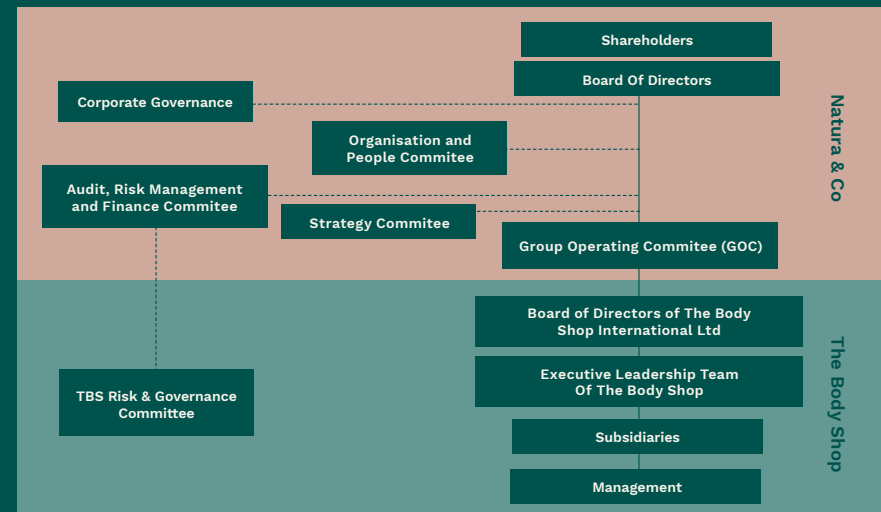 Shareholders
Board Of Directors
Corporate Governance
Organisation and
People Commitee
Audit, Risk Management
and Finance Commitee
Strategy Commitee
Group Operating Commitee (GOC)
Natura & Co
Board of Directors of The Body
Shop International Ltd
Executive Leadership Team
Of The Body Shop
TBS Risk & Governance
Committee
Subsidiaries
Management
The Body Shop